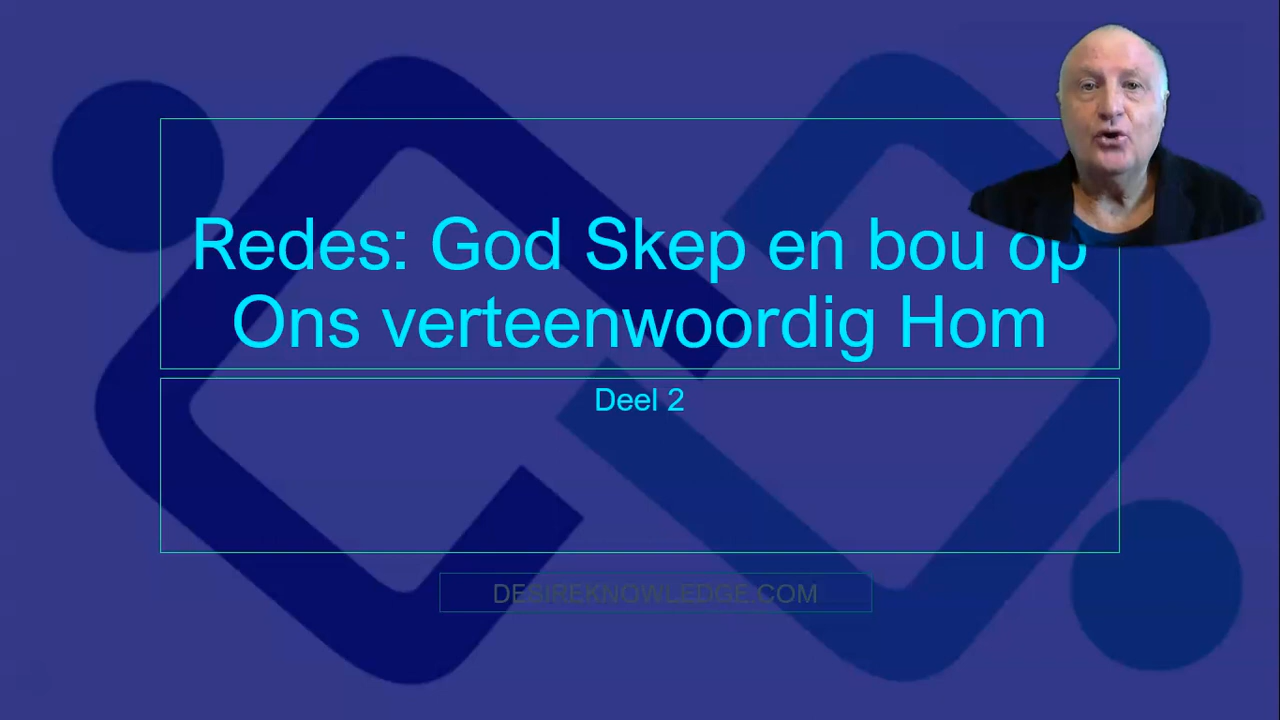 Redes: God Skep en bou op
Ons verteenwoordig Hom
Deel 2
DESIREKNOWLEDGE.COM